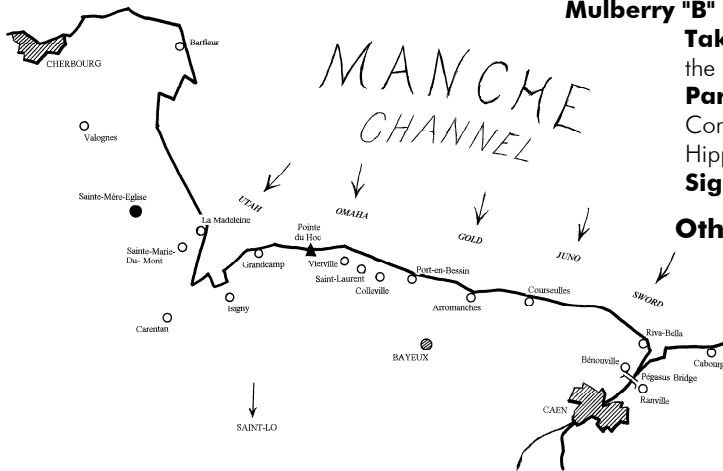 Mulberry "B"
Tak
the
Par
Con
Hipp
Sig
Oth
CHERBOURG
Barfleur
MANCHE
CHANNEL
Valognes
Sainte-Mère-Eglise
La Madeleine
UTAH
OMAHA
GOLD
JUNO
SWORD
Pointe
du Hoc
Sainte-Marie-
Du- Mont
Grandcamp
Vierville
Saint-Laurent
Colleville
Port-en-Bessin
Isigny
Arromanches
Courseulles
Carentan
Riva-Bella
BAYEUX
Bénouville
Cabourg
Pégasus Bridge
Ranville
CAEN
SAINT-LO